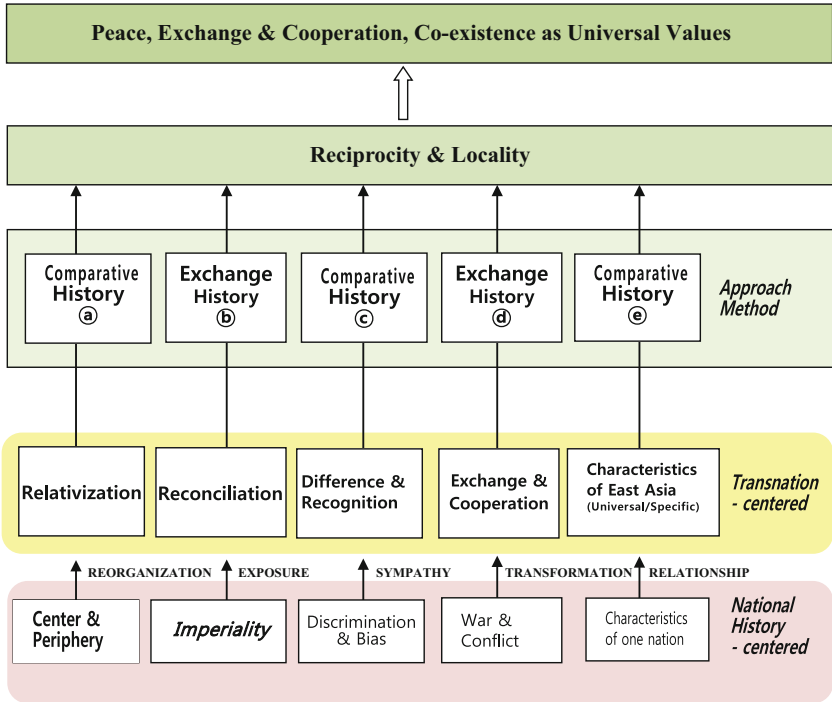 Peace, Exchange & Cooperation, Co-existence as Universal Values
Reciprocity & Locality
Comparative
History
ⓐ
Exchange
History
ⓑ
Comparative
History
ⓒ
Exchange
History
ⓓ
Comparative
History
ⓔ
Approach
Method
Relativization
Reconciliation
Difference &
Recognition
Exchange &
Cooperation
Characteristics
of East Asia
(Universal/Specific)
Transnation
- centered
REORGANIZATION
EXPOSURE
SYMPATHY
TRANSFORMATION
RELATIONSHIP
Center &
Periphery
Imperiality
Discrimination
& Bias
War &
Conflict
Characteristics
of one nation
National
History
- centered